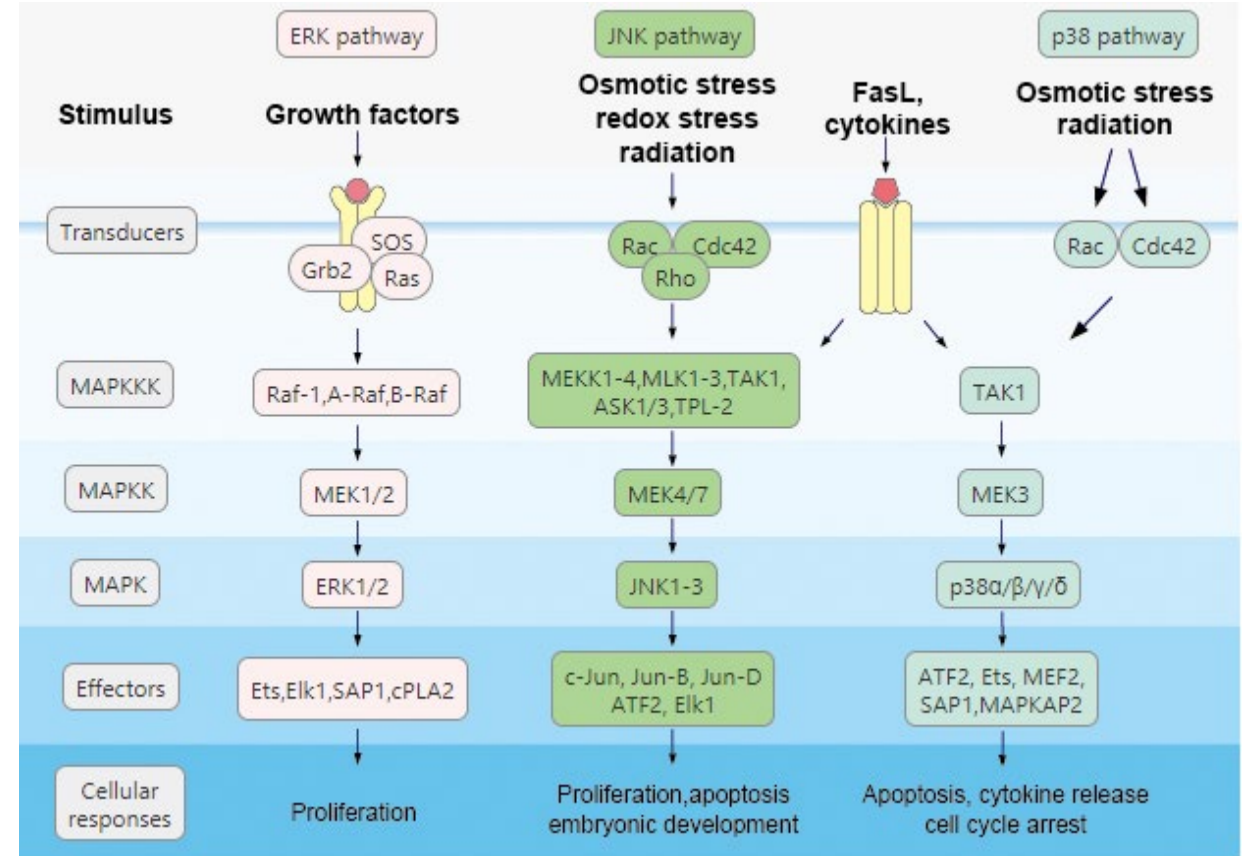 ERK pathway
JNK pathway
p38 pathway
Stimulus
Growth factors
Osmotic stress
redox stress
radiation
FasL,
cytokines
Osmotic stress
radiation
Transducers
SOS
Grb2
Ras
Rac
Cdc42
Rho
Rac
Cdc42
MAPKKK
Raf-1,A-Raf,B-Raf
MEKK1-4,MLK1-3,TAK1,
ASK1/3,TPL-2
TAK1
MAPKK
MEK1/2
MEK4/7
MEK3
MAPK
ERK1/2
JNK1-3
p38α/β/γ/δ
Effectors
Ets,Elk1,SAP1,cPLA2
c-Jun, Jun-B, Jun-D
ATF2, Elk1
ATF2, Ets, MEF2,
SAP1,MAPKAP2
Cellular
responses
Proliferation
Proliferation,apoptosis
embryonic development
Apoptosis, cytokine release
cell cycle arrest